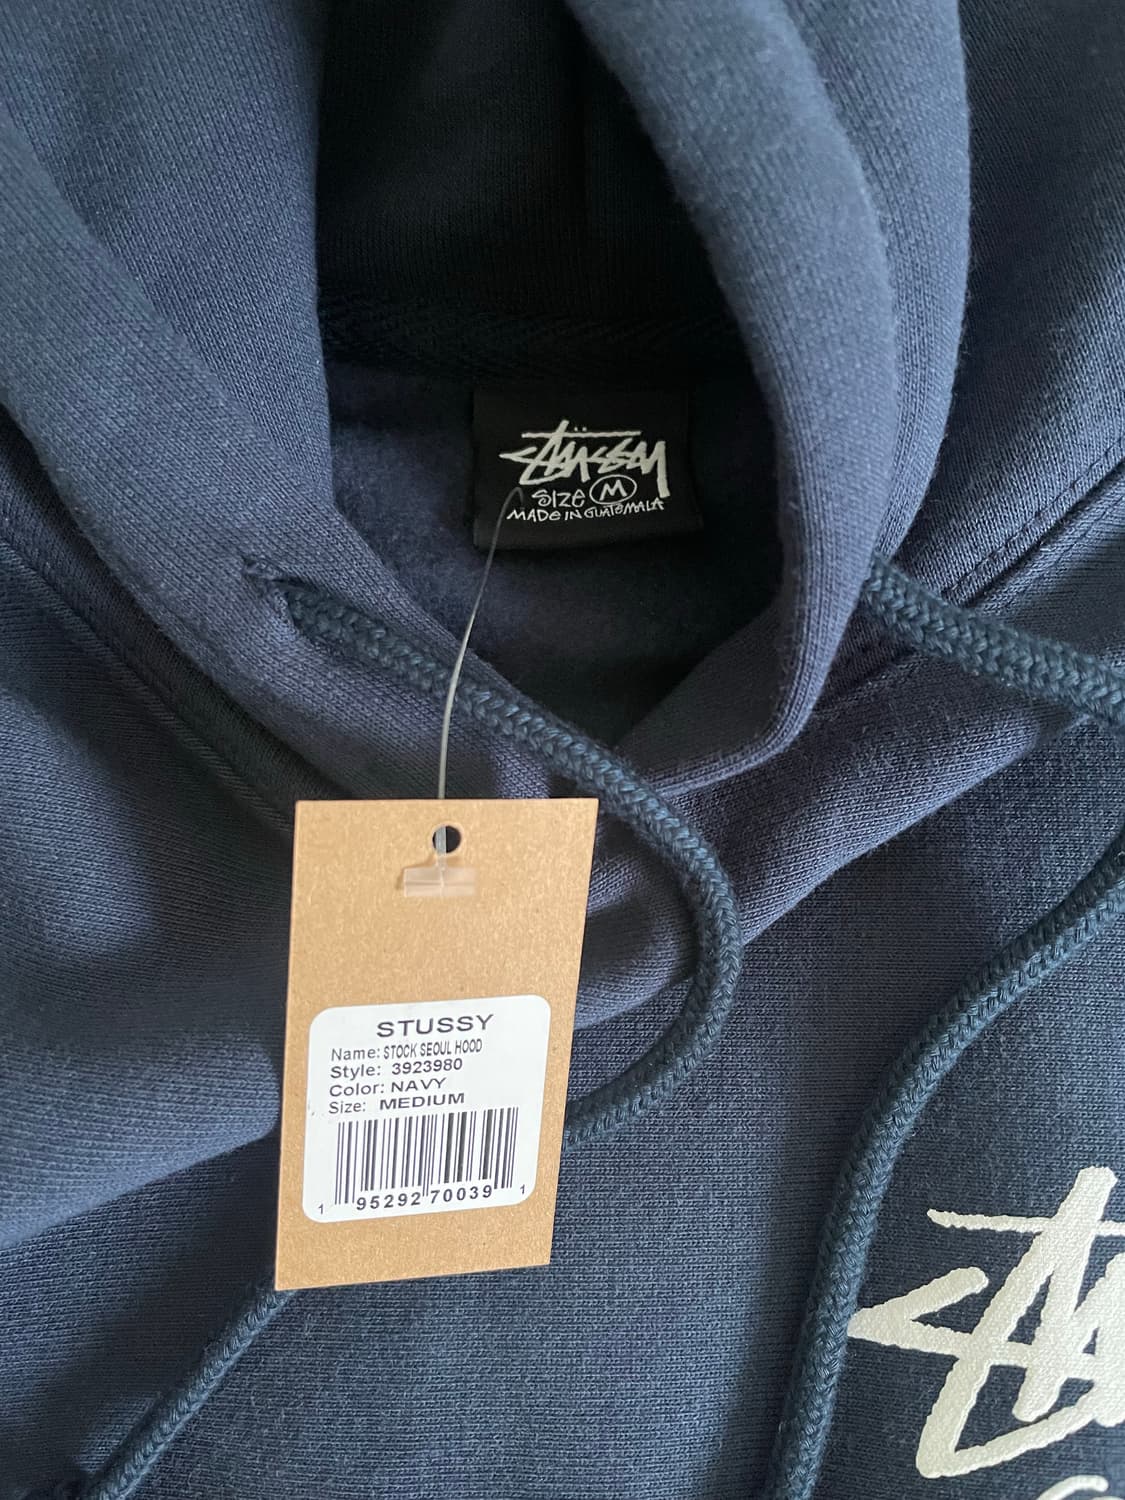 STÜSSY
SIZE M
MADE IN GUATEMALA
STUSSY
Name: STOCK SEOUL HOOD
Style: 3923980
Color: NAVY
Size: MEDIUM
1 95292 70039 1